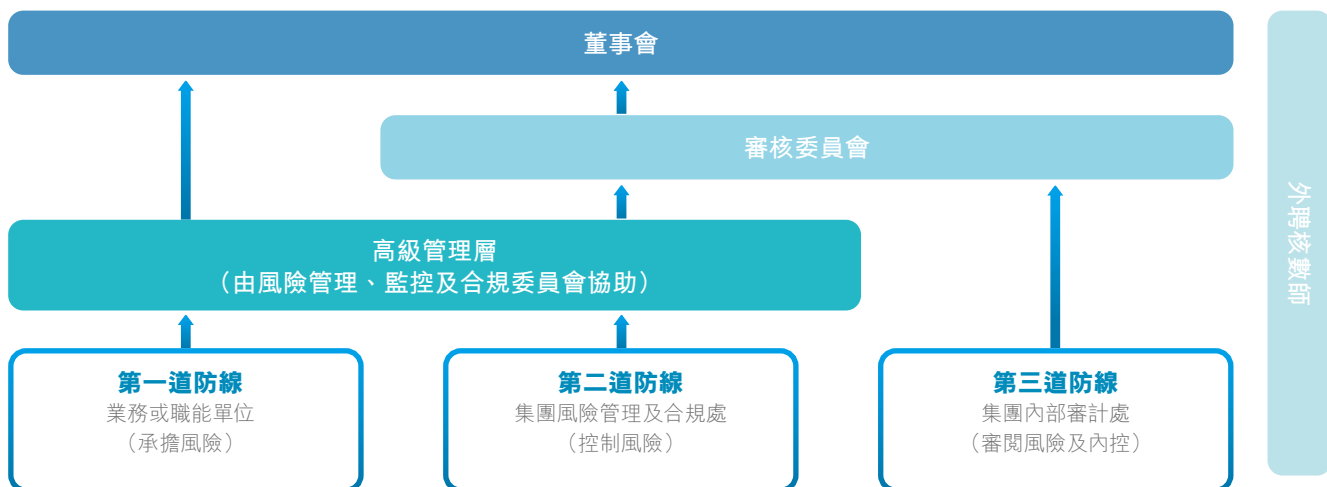 董事會
審核委員會
高級管理層
（由風險管理、監控及合規委員會協助）
第一道防線
業務或職能單位
（承擔風險）
第二道防線
集團風險管理及合規處
（控制風險）
第三道防線
集團內部審計處
（審閱風險及內控）
外聘核數師